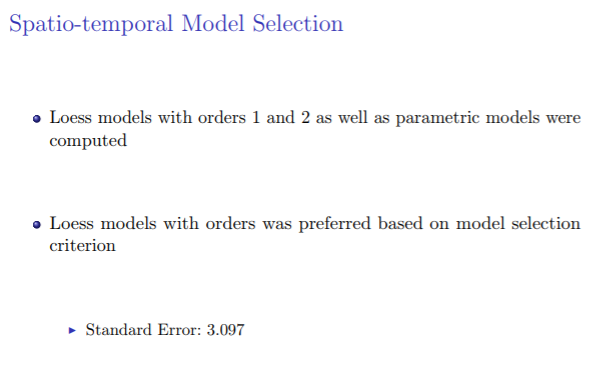 Spatio-temporal Model Selection
Loess models with orders 1 and 2 as well as parametric models were
computed
Loess models with orders was preferred based on model selection
criterion
Standard Error: 3.097